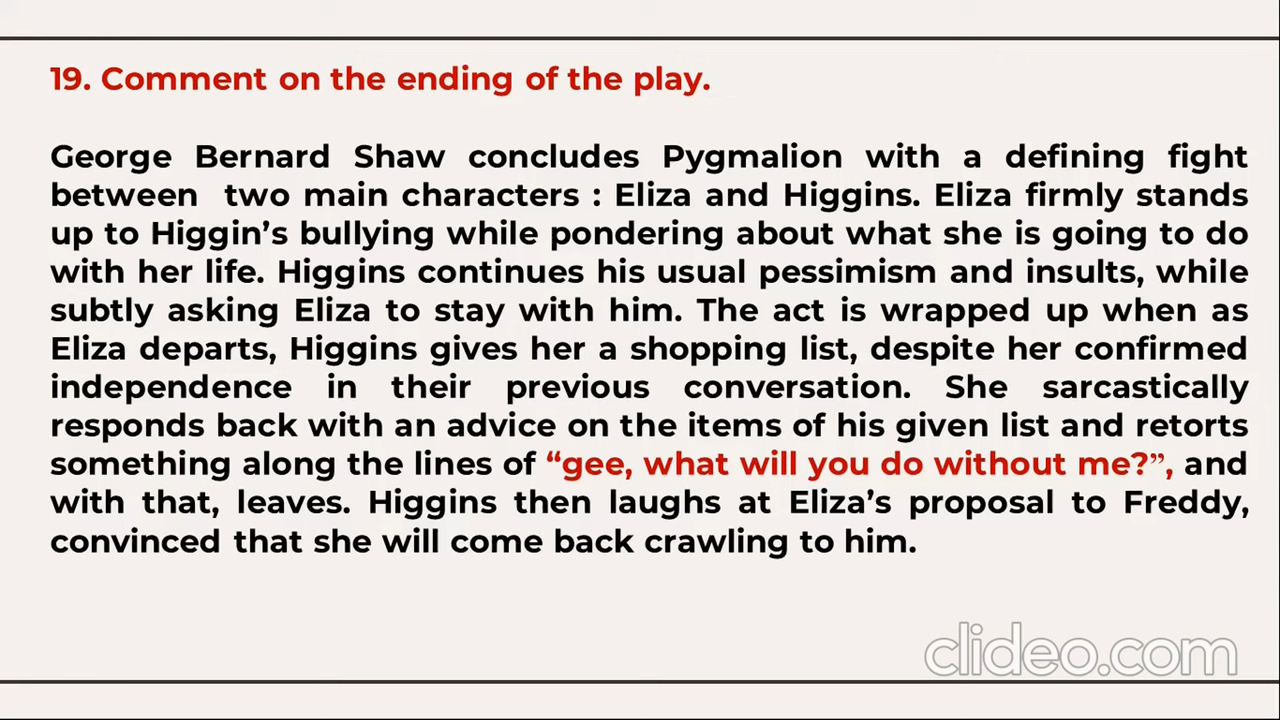 19. Comment on the ending of the play.
George Bernard Shaw concludes Pygmalion with a defining fight
between two main characters : Eliza and Higgins. Eliza firmly stands
up to Higgin’s bullying while pondering about what she is going to do
with her life. Higgins continues his usual pessimism and insults, while
subtly asking Eliza to stay with him. The act is wrapped up when as
Eliza departs, Higgins gives her a shopping list, despite her confirmed
independence in their previous conversation. She sarcastically
responds back with an advice on the items of his given list and retorts
something along the lines of “gee, what will you do without me?”, and
with that, leaves. Higgins then laughs at Eliza’s proposal to Freddy,
convinced that she will come back crawling to him.
clideo.com